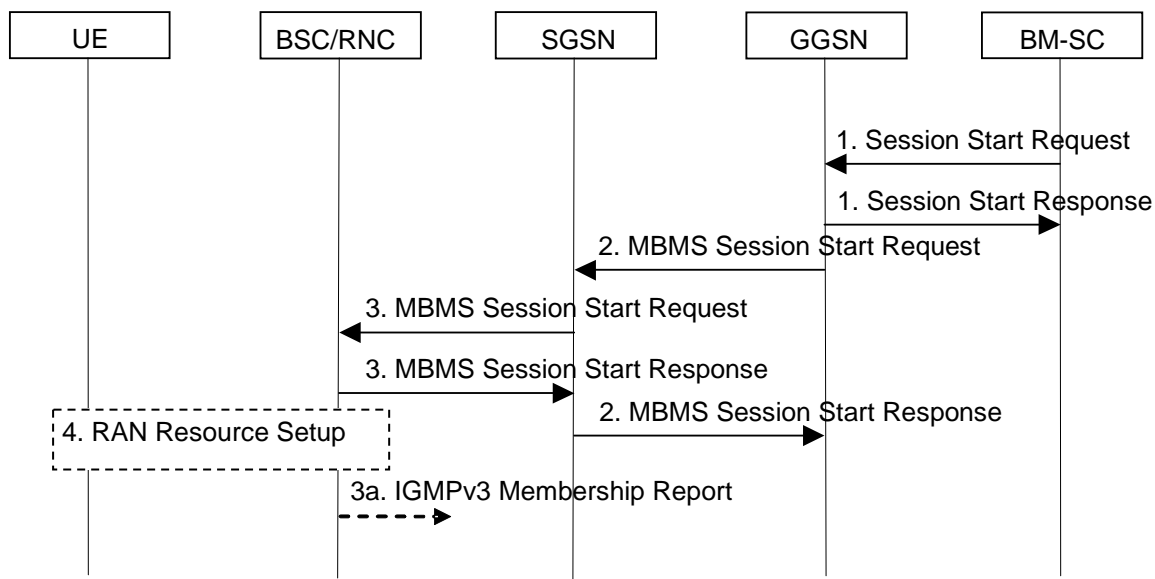 UE
BSC/RNC
SGSN
GGSN
BM-SC
1. Session Start Request
1. Session Start Response
2. MBMS Session Start Request
3. MBMS Session Start Request
3. MBMS Session Start Response
2. MBMS Session Start Response
4. RAN Resource Setup
3a. IGMPv3 Membership Report